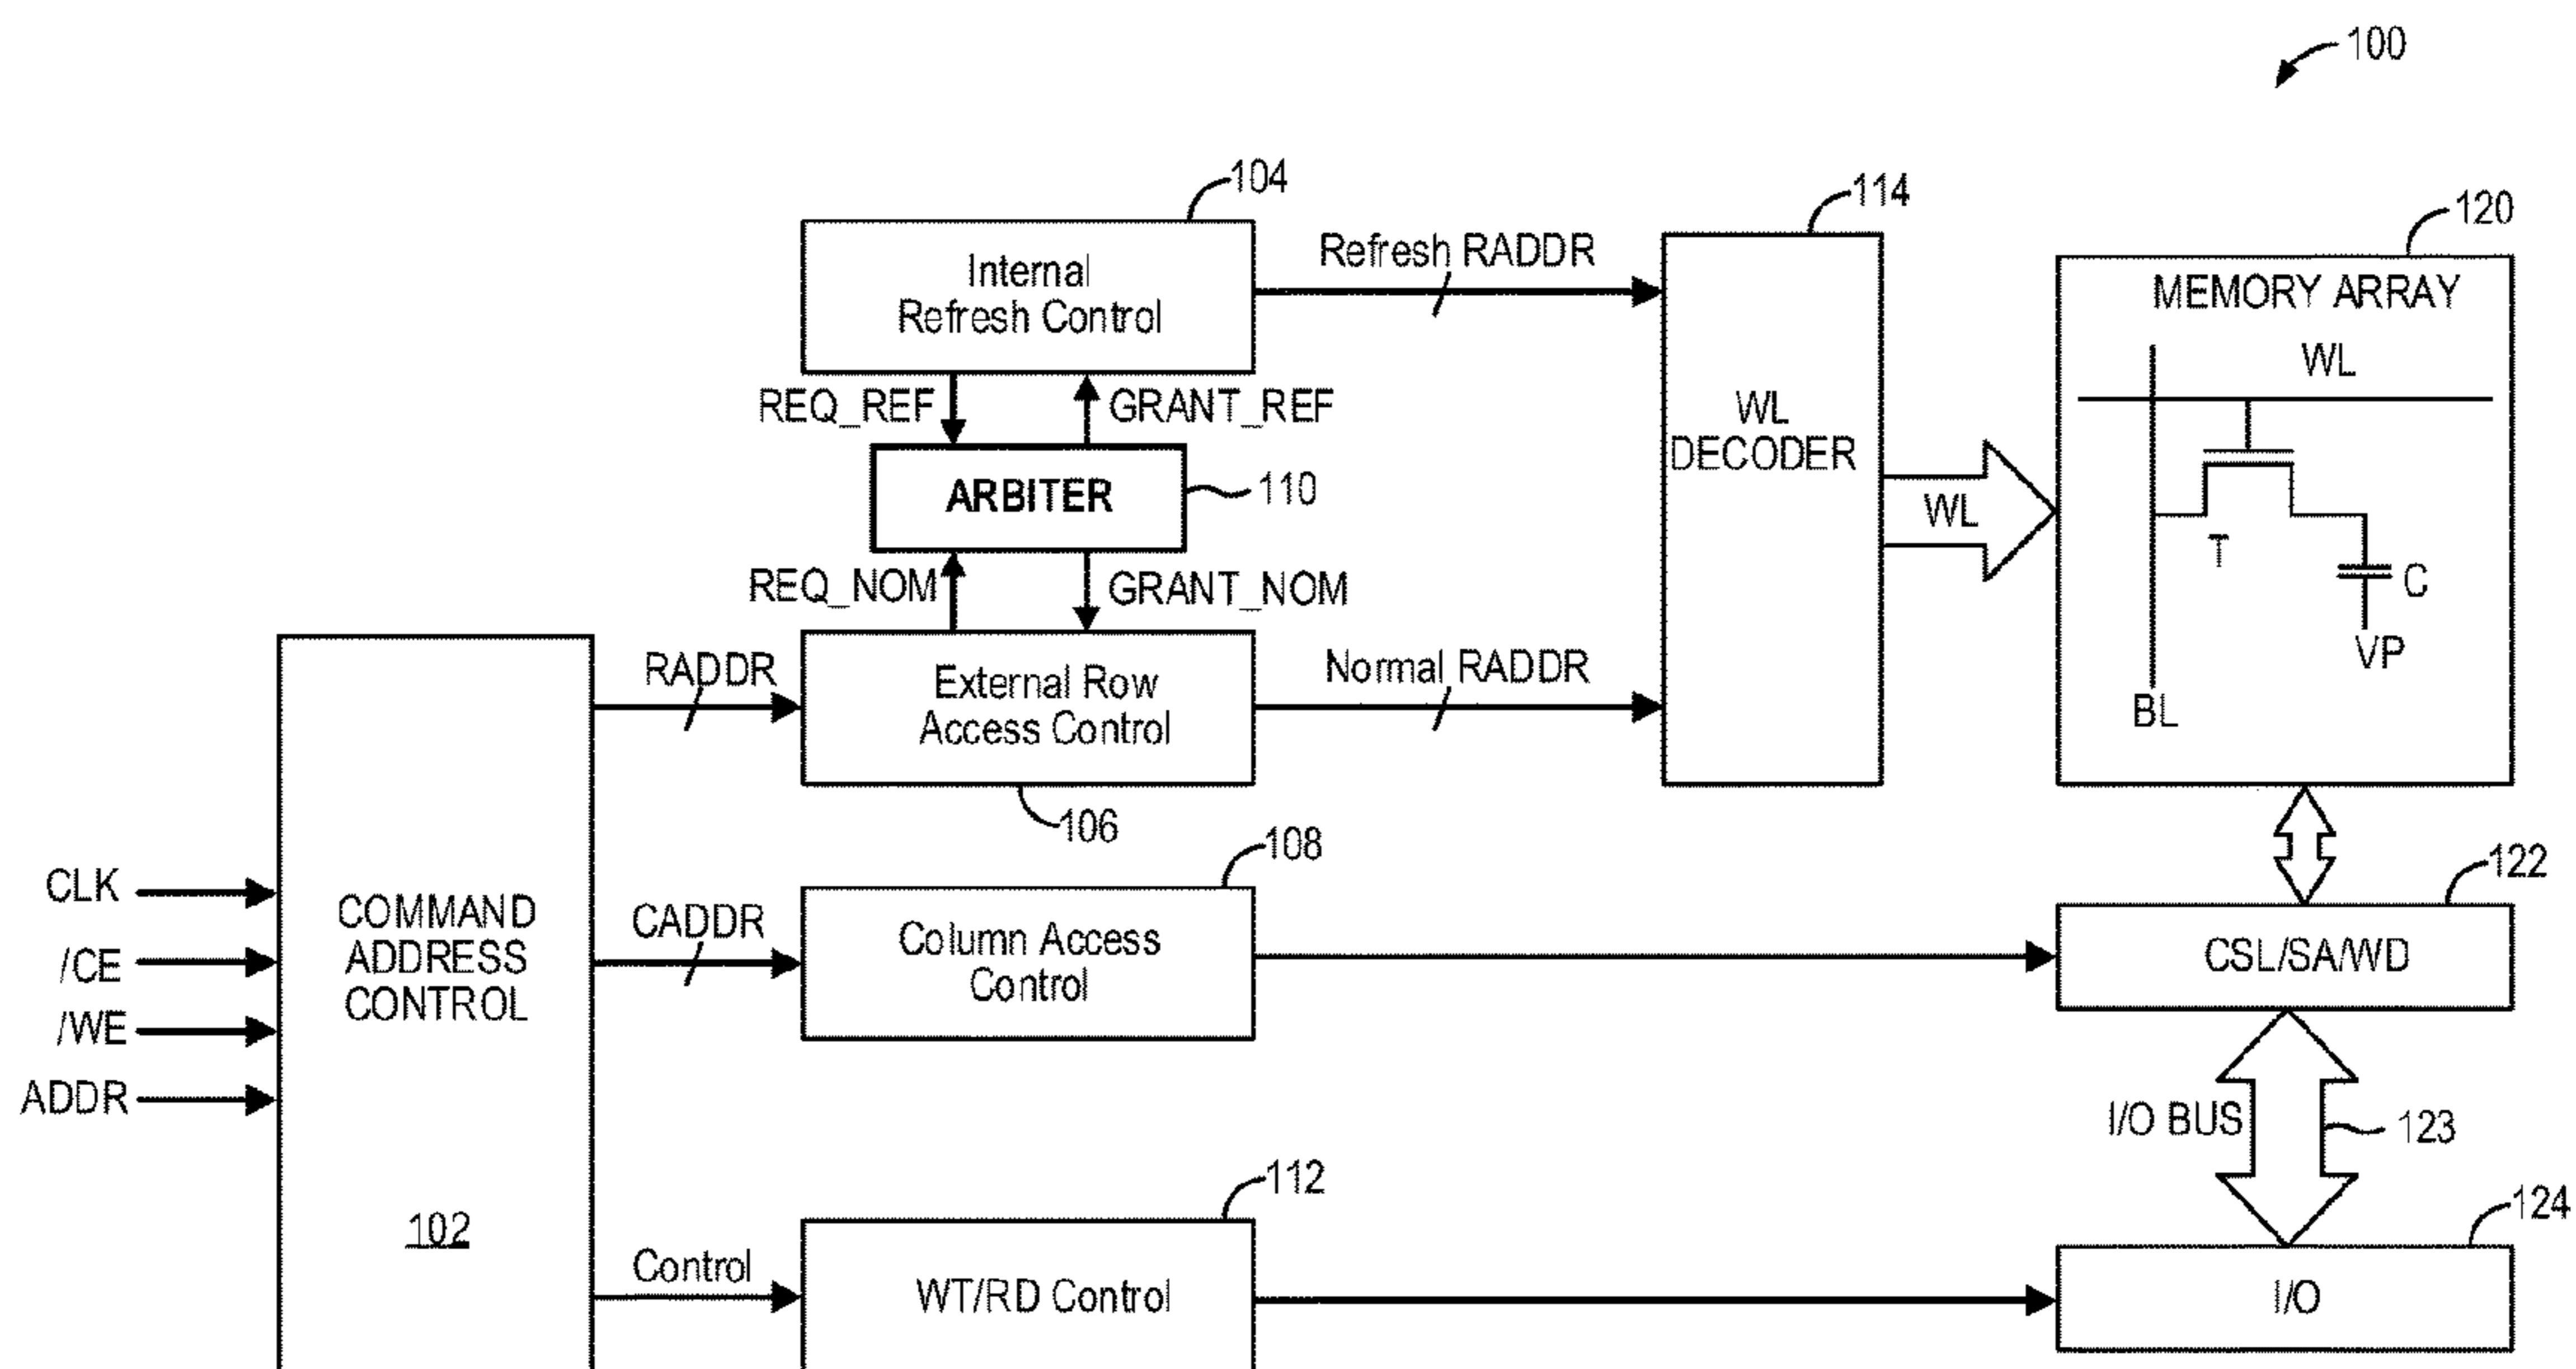 100
104
Internal
Refresh Control
Refresh RADDR
114
WL
DECODER
120
MEMORY ARRAY
WL
T
C
VP
BL
WL
REQ_REF
GRANT_REF
ARBITER
110
REQ_NOM
GRANT_NOM
RADDR
External Row
Access Control
106
Normal RADDR
CLK
/CE
/WE
ADDR
COMMAND
ADDRESS
CONTROL
102
CADDR
108
Column Access
Control
122
CSL/SA/WD
I/O BUS
123
Control
112
WT/RD Control
124
I/O